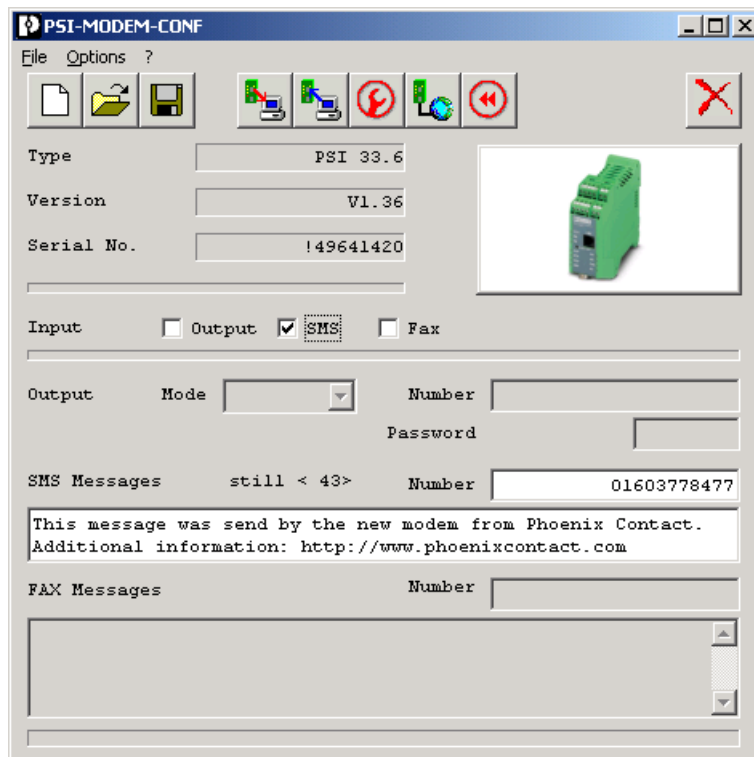 PSI-MODEM-CONF
File Options ?
Type PSI 33.6
Version V1.36
Serial No. !49641420
Input Output SMS Fax
Output Mode Number
Password
SMS Messages still < 43> Number 01603778477
This message was send by the new modem from Phoenix Contact.
Additional information: http://www.phoenixcontact.com
FAX Messages Number